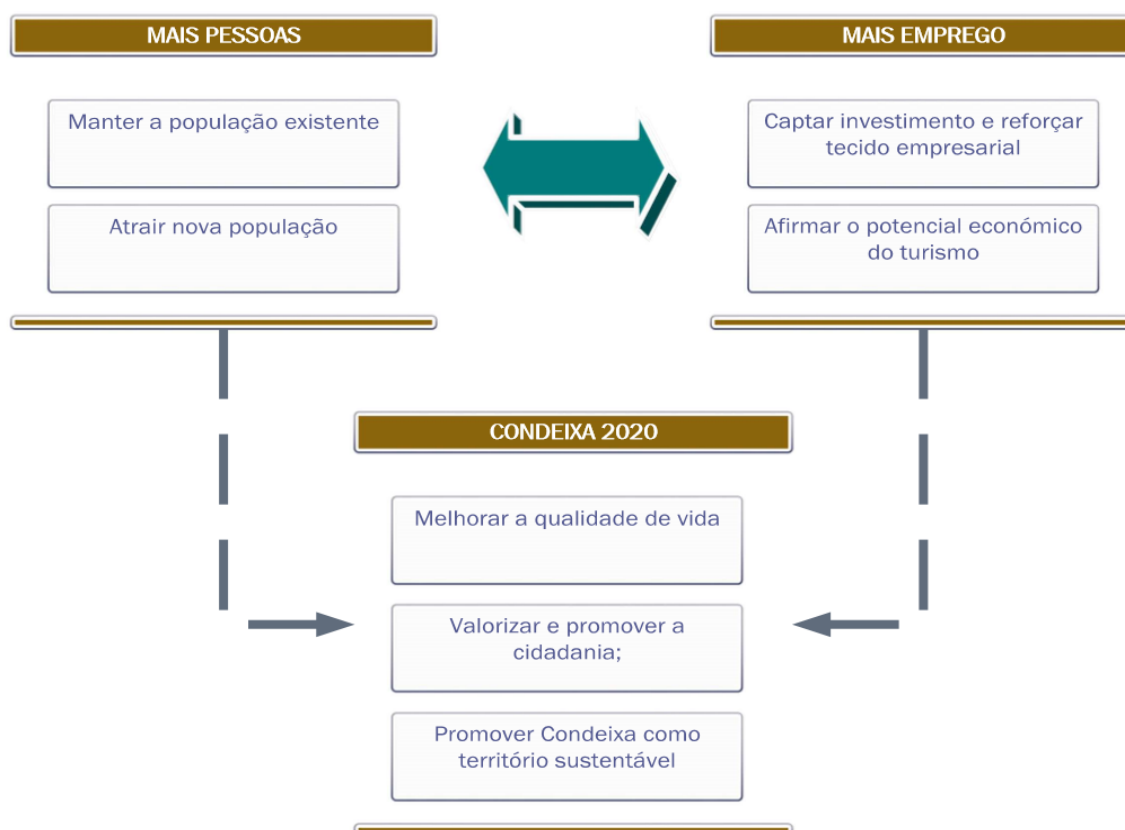 MAIS PESSOAS
Manter a população existente
Atrair nova população
MAIS EMPREGO
Captar investimento e reforçar
tecido empresarial
Afirmar o potencial económico
do turismo
CONDEIXA 2020
Melhorar a qualidade de vida
Valorizar e promover a
cidadania;
Promover Condeixa como
território sustentável